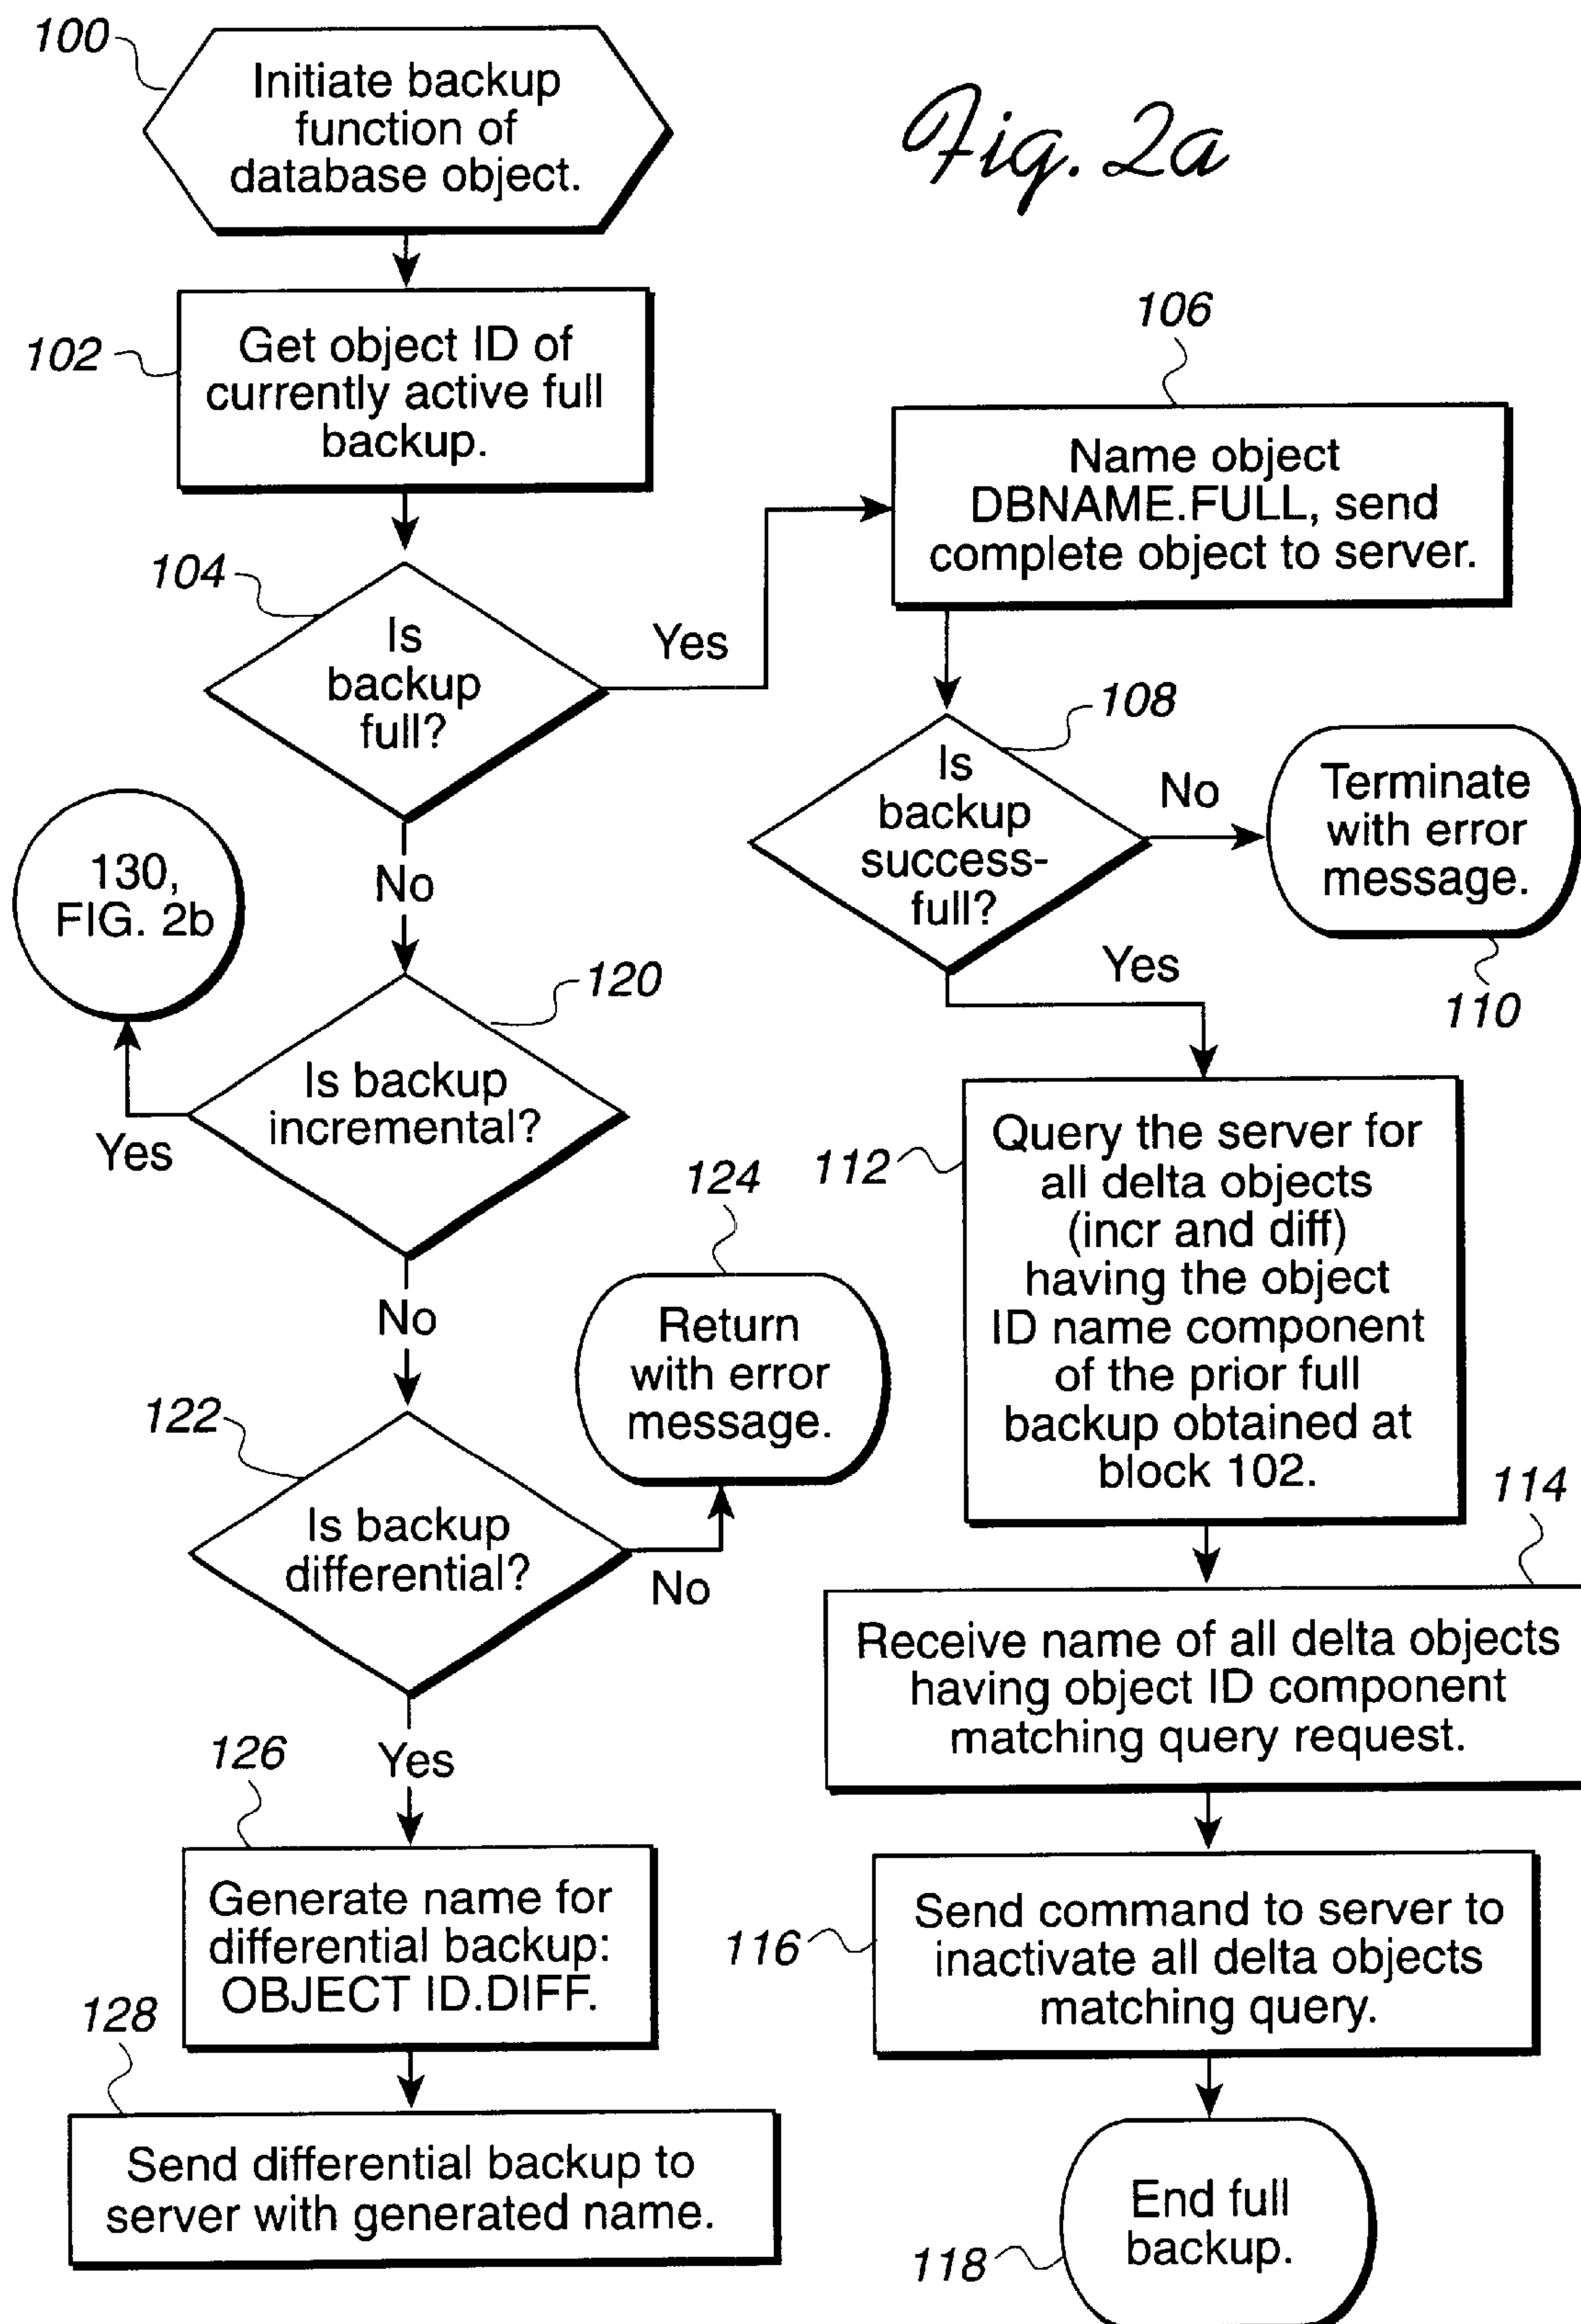 100
Initiate backup
function of
database object.
Fig. 2a
102
Get object ID of
currently active full
backup.
104
Is
backup
full?
Yes
No
106
Name object
DBNAME.FULL, send
complete object to server.
108
Is
backup
success-
full?
No
Terminate
with error
message.
110
Yes
130,
FIG. 2b
120
Is backup
incremental?
Yes
No
112
Query the server for
all delta objects
(incr and diff)
having the object
ID name component
of the prior full
backup obtained at
block 102.
124
Return
with error
message.
122
Is backup
differential?
No
Yes
114
Receive name of all delta objects
having object ID component
matching query request.
126
Generate name for
differential backup:
OBJECT ID.DIFF.
116
Send command to server to
inactivate all delta objects
matching query.
128
Send differential backup to
server with generated name.
118
End full
backup.